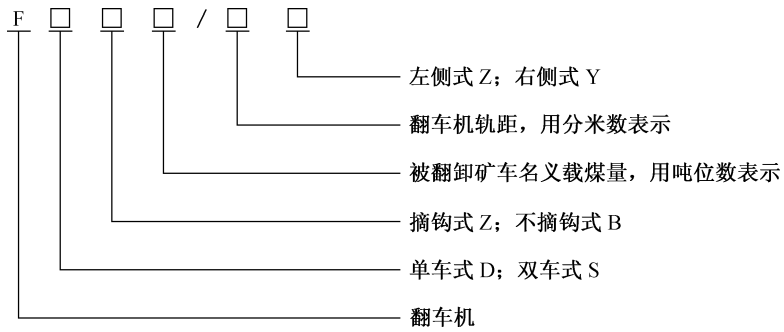 F□□□/□□
左侧式 Z；右侧式 Y
翻车机轨距，用分米数表示
被翻卸矿车名义载煤量，用吨位数表示
摘钩式 Z；不摘钩式 B
单车式 D；双车式 S
翻车机